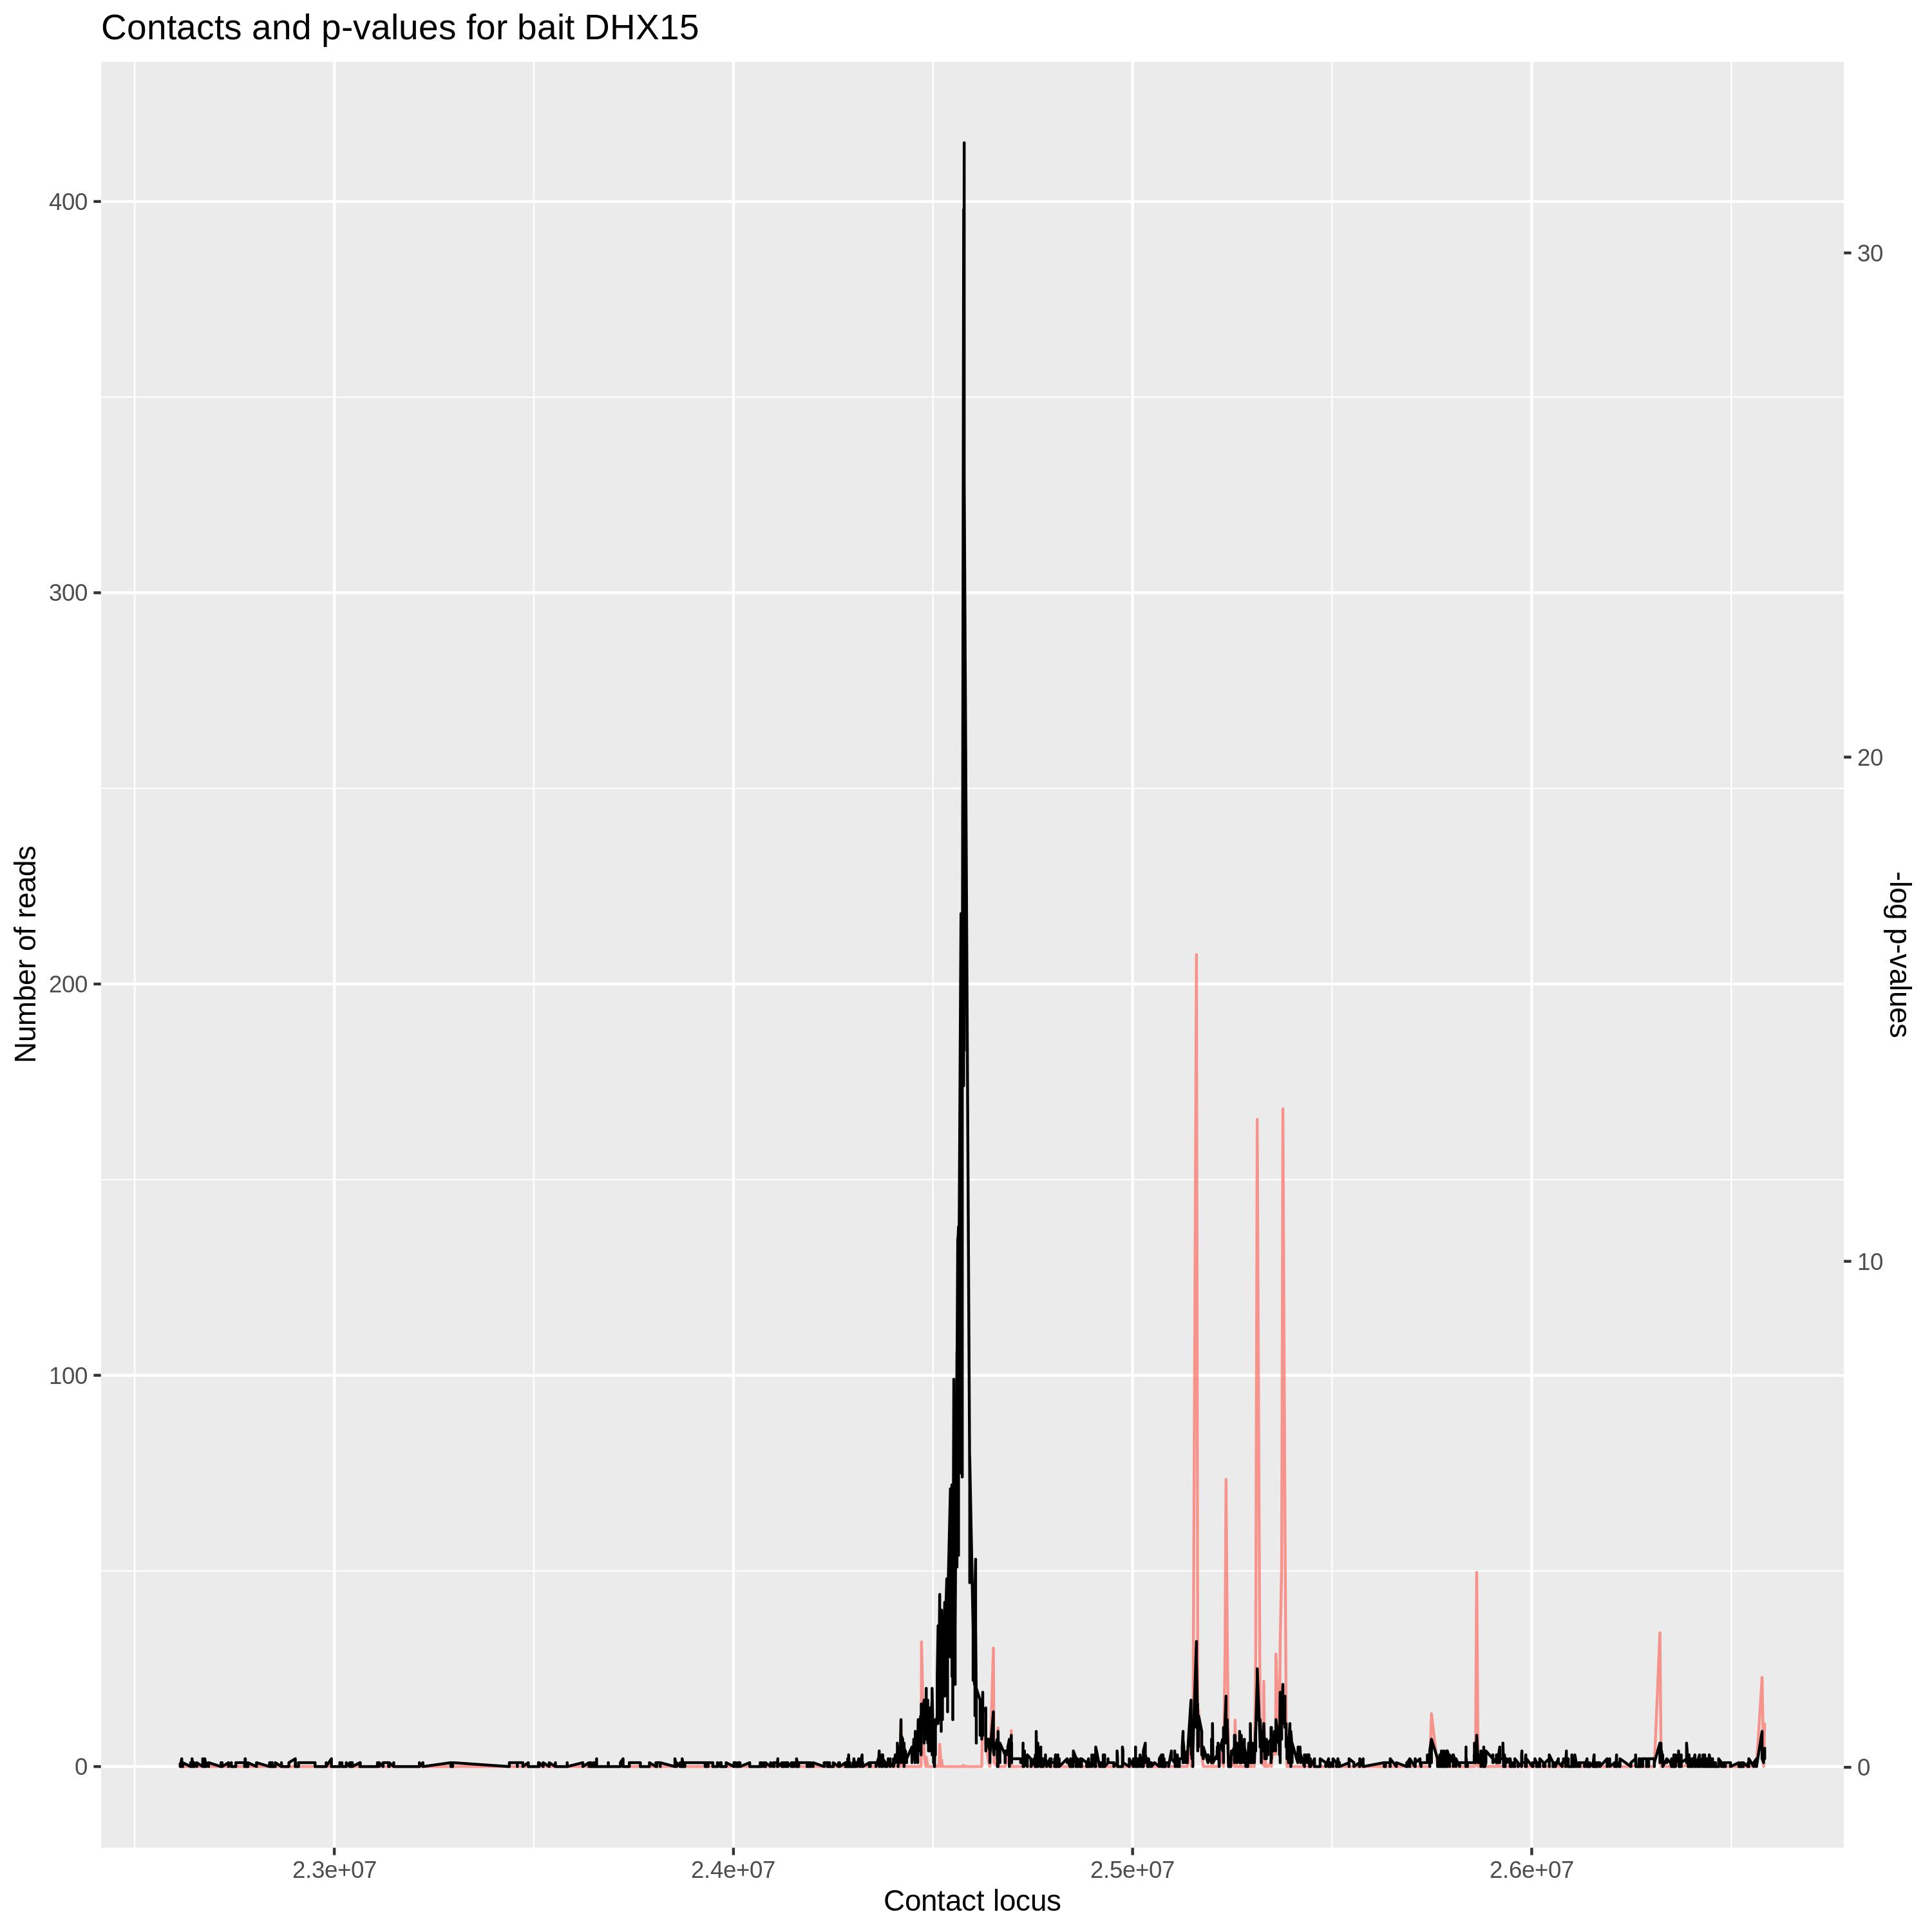 Contacts and p-values for bait DHX15
Number of reads
400
300
200
100
0
30
20
10
0
-log p-values
2.3e+07
2.4e+07
2.5e+07
2.6e+07
Contact locus